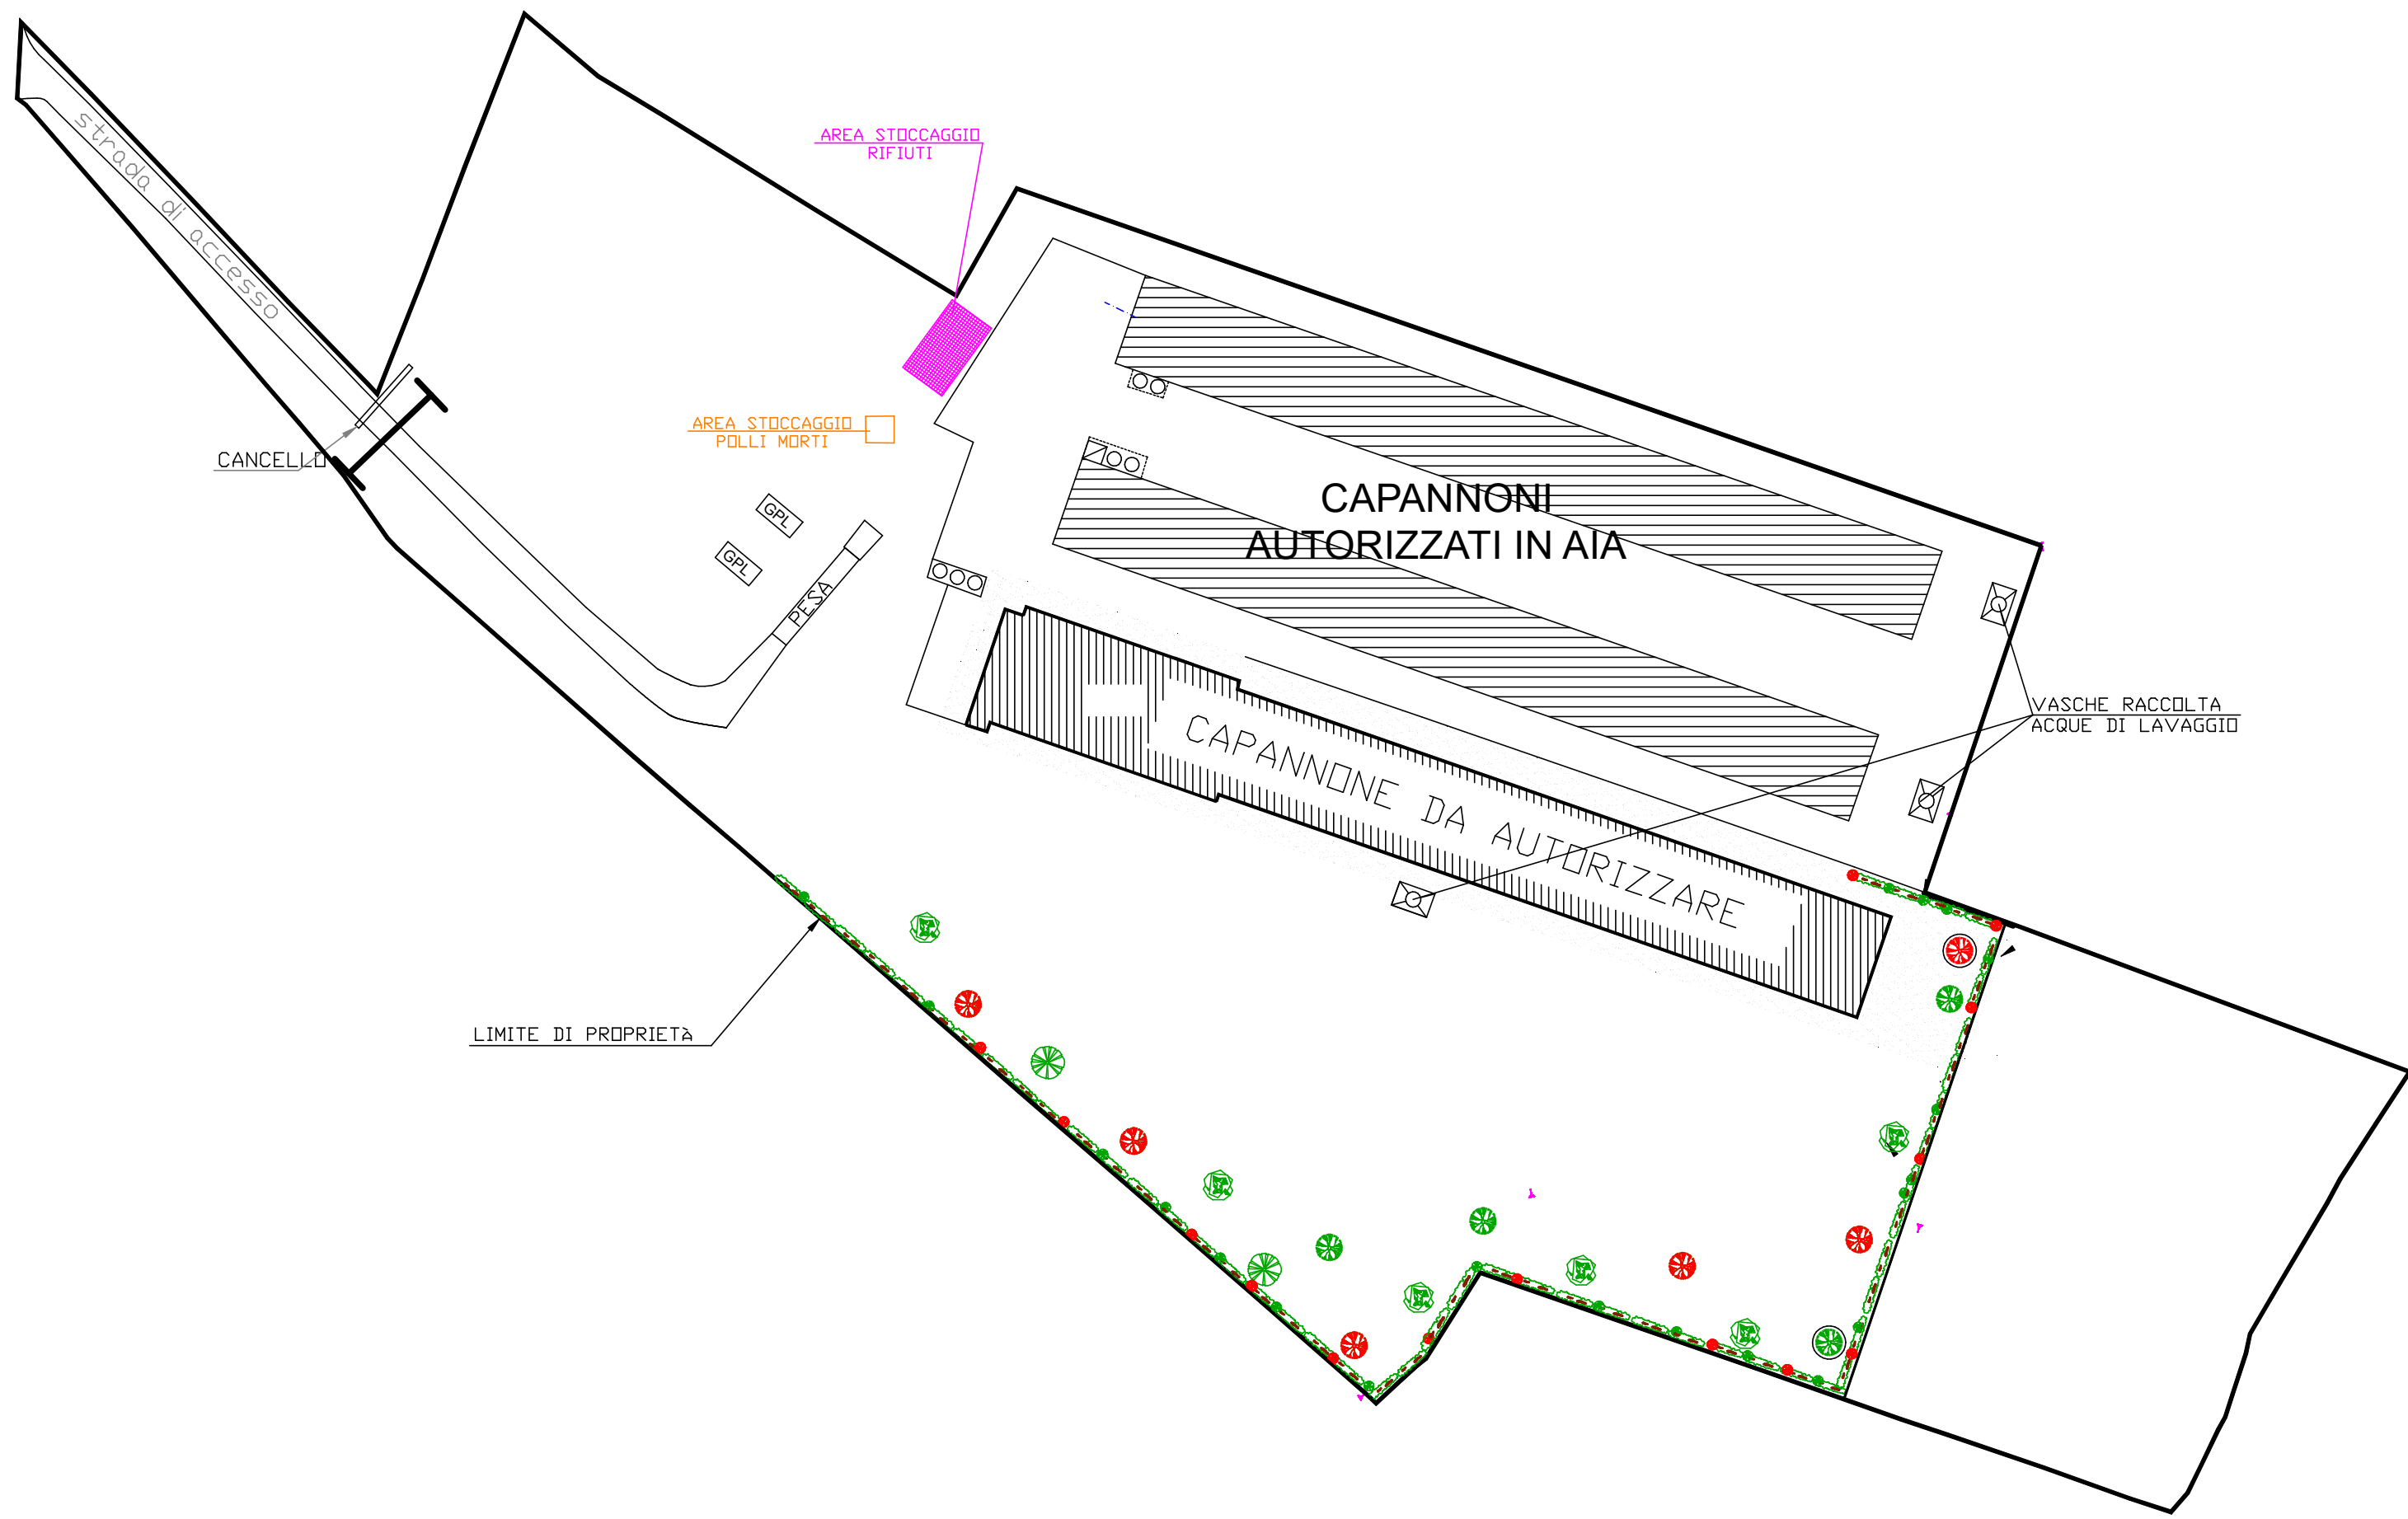 strada di accesso
AREA STOCCAGGIO
RIFIUTI
AREA STOCCAGGIO
POLLI MORTI
CANCELLO
GPL
GPL
PESA
CAPANNONI
AUTORIZZATI IN AIA
VASCHE RACCOLTA
ACQUE DI LAVAGGIO
CAPANNONE DA AUTORIZZARE
LIMITE DI PROPRIETà